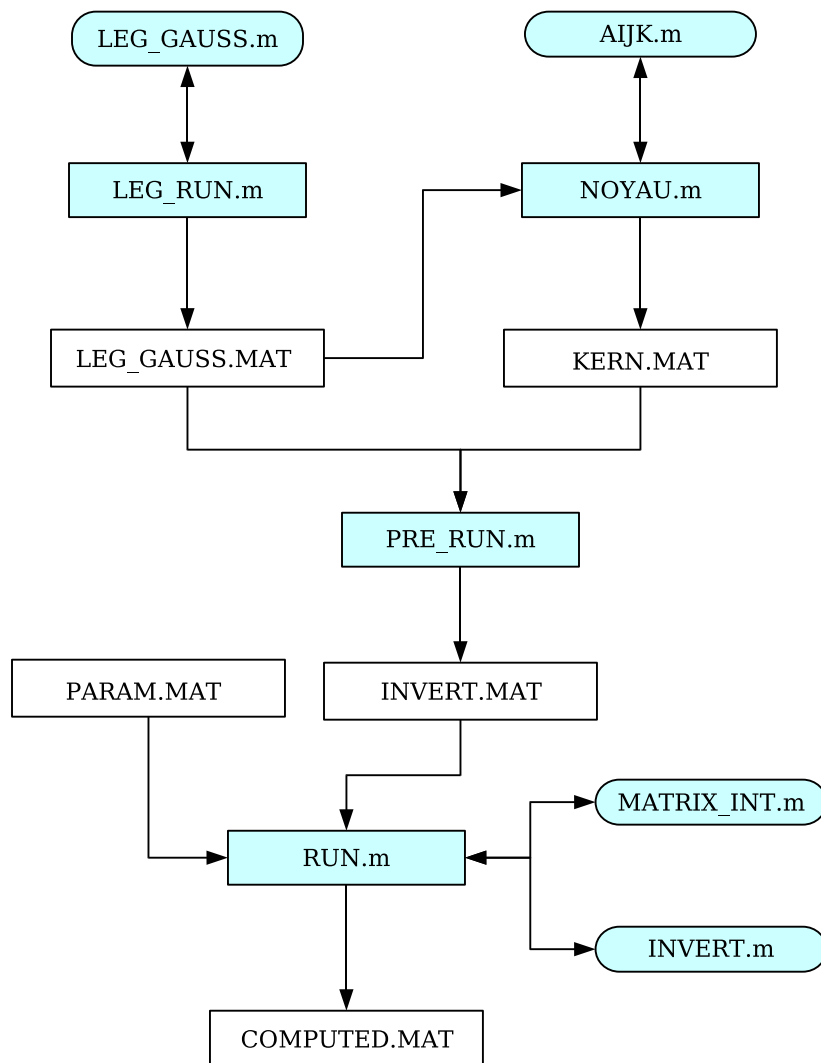 LEG_GAUSS.m
AIJK.m
LEG_RUN.m
NOYAU.m
LEG_GAUSS.MAT
KERN.MAT
PRE_RUN.m
PARAM.MAT
INVERT.MAT
MATRIX_INT.m
RUN.m
INVERT.m
COMPUTED.MAT